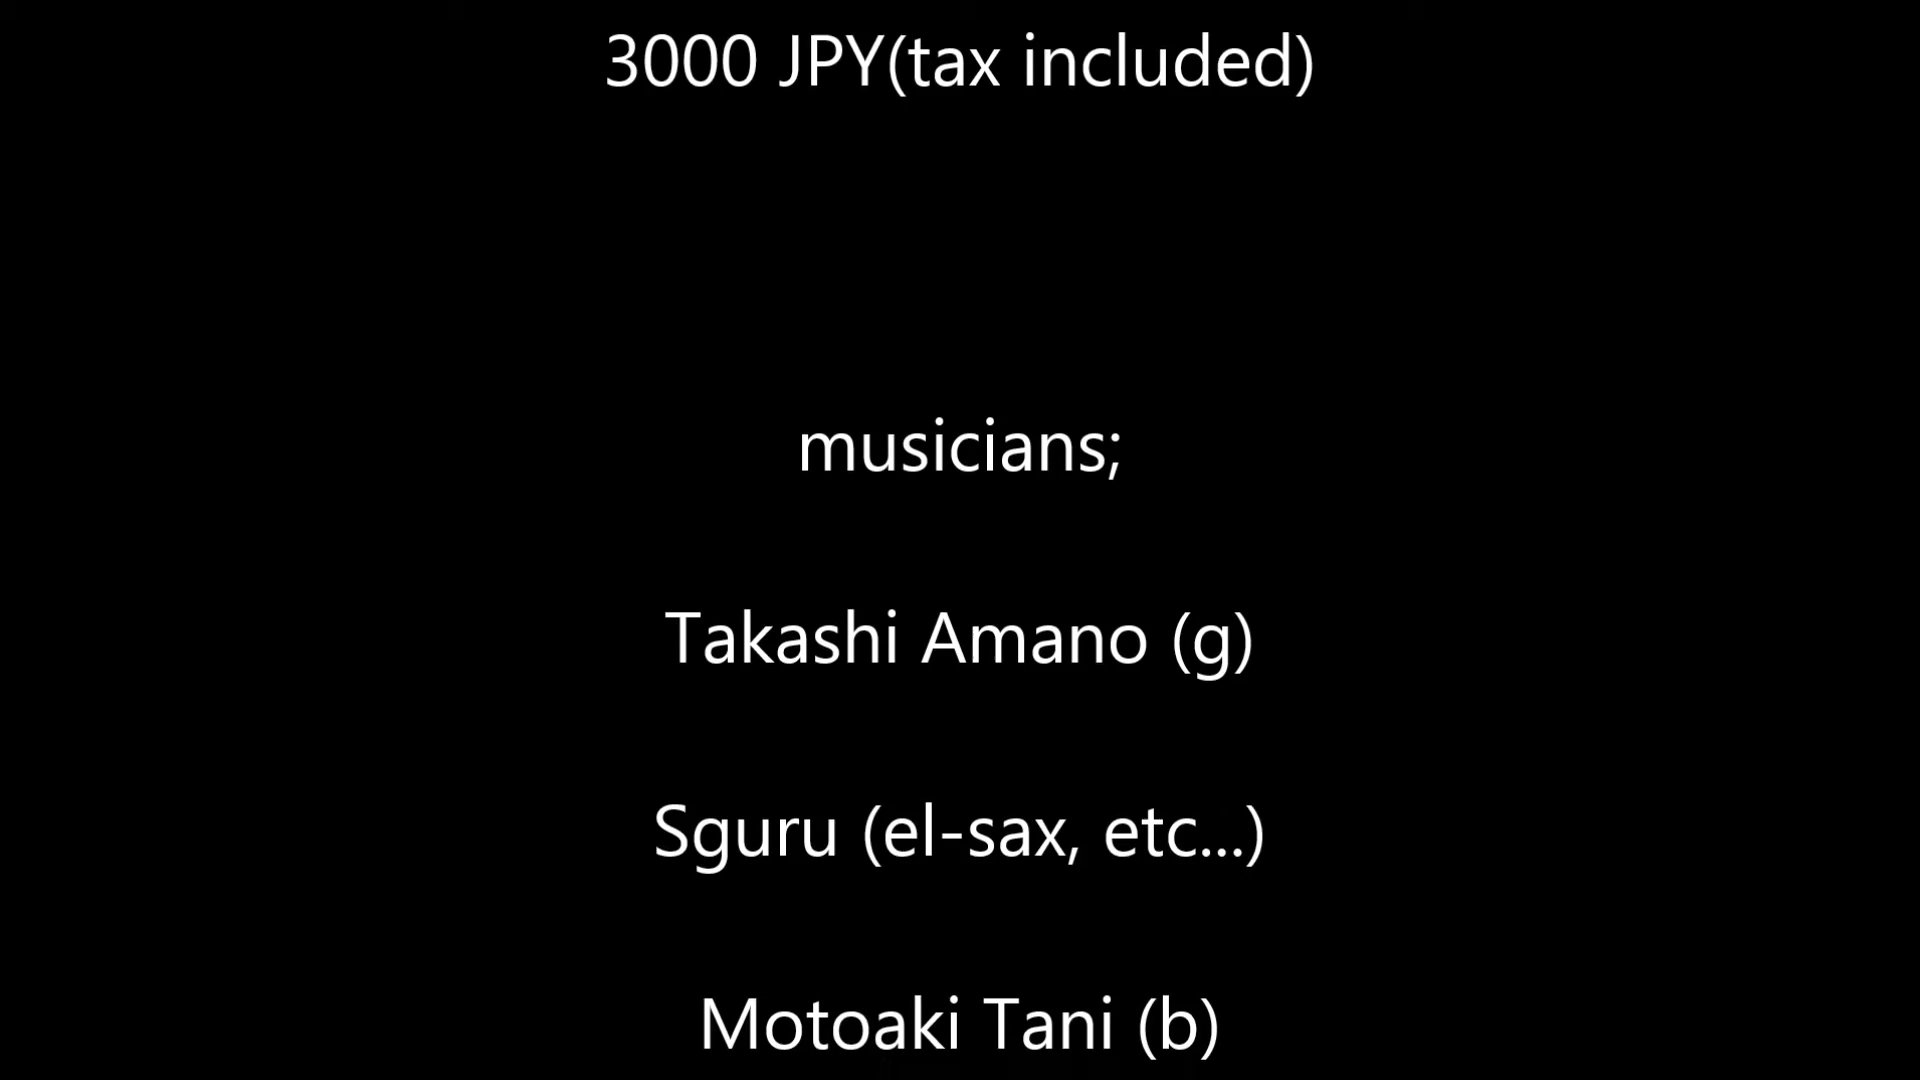 3000 JPY(tax included)
musicians;
Takashi Amano (g)
Sguru (el-sax, etc...)
Motoaki Tani (b)